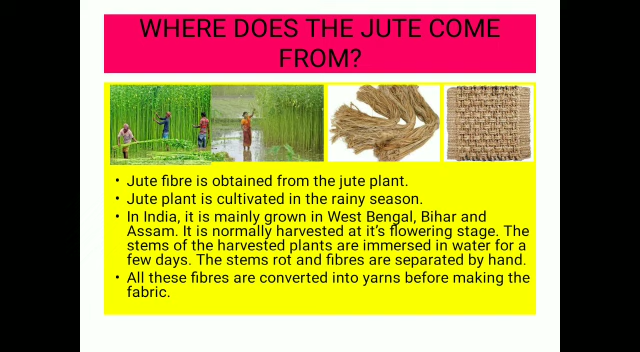 WHERE DOES THE JUTE COME
FROM?
• Jute fibre is obtained from the jute plant.
• Jute plant is cultivated in the rainy season.
• In India, it is mainly grown in West Bengal, Bihar and
Assam. It is normally harvested at it's flowering stage. The
stems of the harvested plants are immersed in water for a
few days. The stems rot and fibres are separated by hand.
• All these fibres are converted into yarns before making the
fabric.